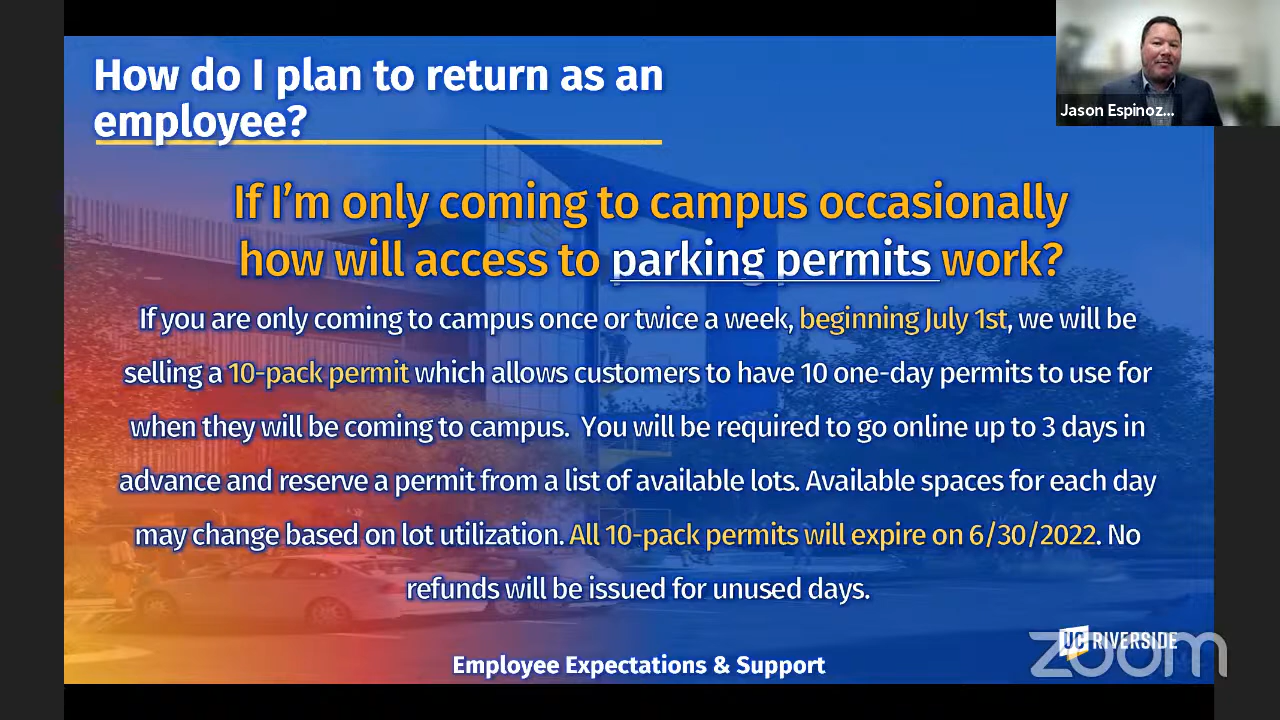 How do I plan to return as an
employee?
Jason Espinoz...
If I'm only coming to campus occasionally
how will access to parking permits work?
If you are only coming to campus once or twice a week, beginning July 1st, we will be
selling a 10-pack permit which allows customers to have 10 one-day permits to use for
when they will be coming to campus. You will be required to go online up to 3 days in
advance and reserve a permit from a list of available lots. Available spaces for each day
may change based on lot utilization. All 10-pack permits will expire on 6/30/2022. No
refunds will be issued for unused days.
UC RIVERSIDE
zoom
Employee Expectations & Support